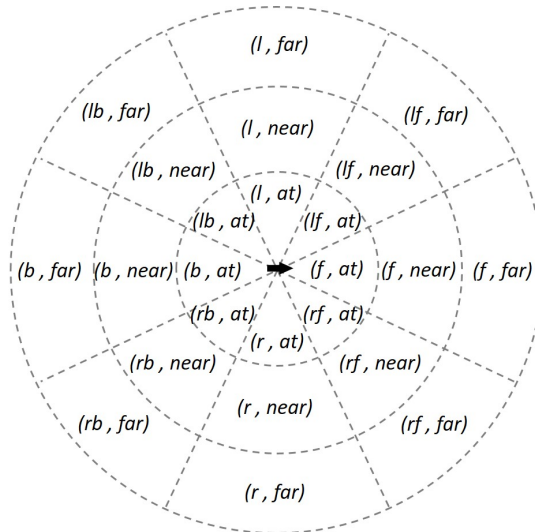 (l , far)
(lb , far) (lf , far)
(l , near)
(lb , near) (lf , near)
(l , at)
(lb , at) (lf , at)
(b , far) (b , near) (b , at) (f , at) (f , near) (f , far)
(rb , at) (rf , at)
(r , at)
(rb , near) (rf , near)
(r , near)
(rb , far) (rf , far)
(r , far)